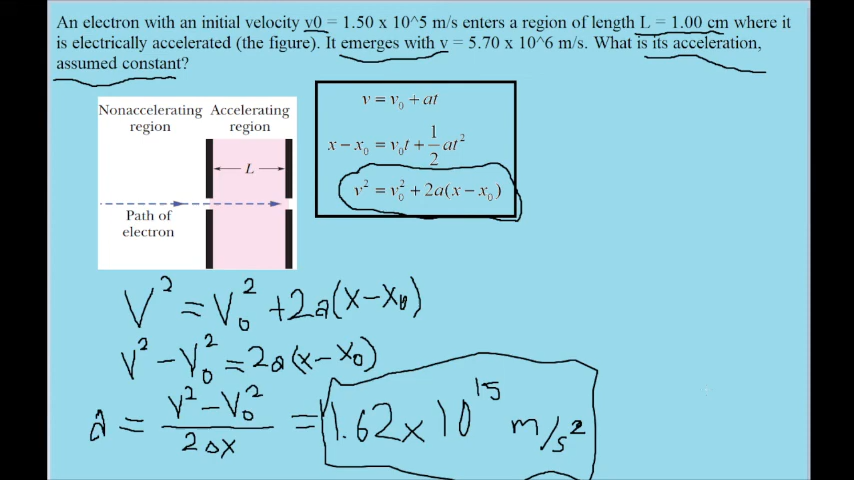 An electron with an initial velocity v0 = 1.50 x 10^5 m/s enters a region of length L = 1.00 cm where it
is electrically accelerated (the figure). It emerges with v = 5.70 x 10^6 m/s. What is its acceleration,
assumed constant?
Nonaccelerating region
Accelerating region
L
Path of electron
v = v₀ + at
x − x₀ = v₀t + 1/2 at²
v² = v₀² + 2a(x − x₀)
V² = V₀² + 2a(x − x₀)
V² − V₀² = 2a(x − x₀)
a = V² − V₀² / 2Δx = 1.62 x 10¹⁵ m/s²